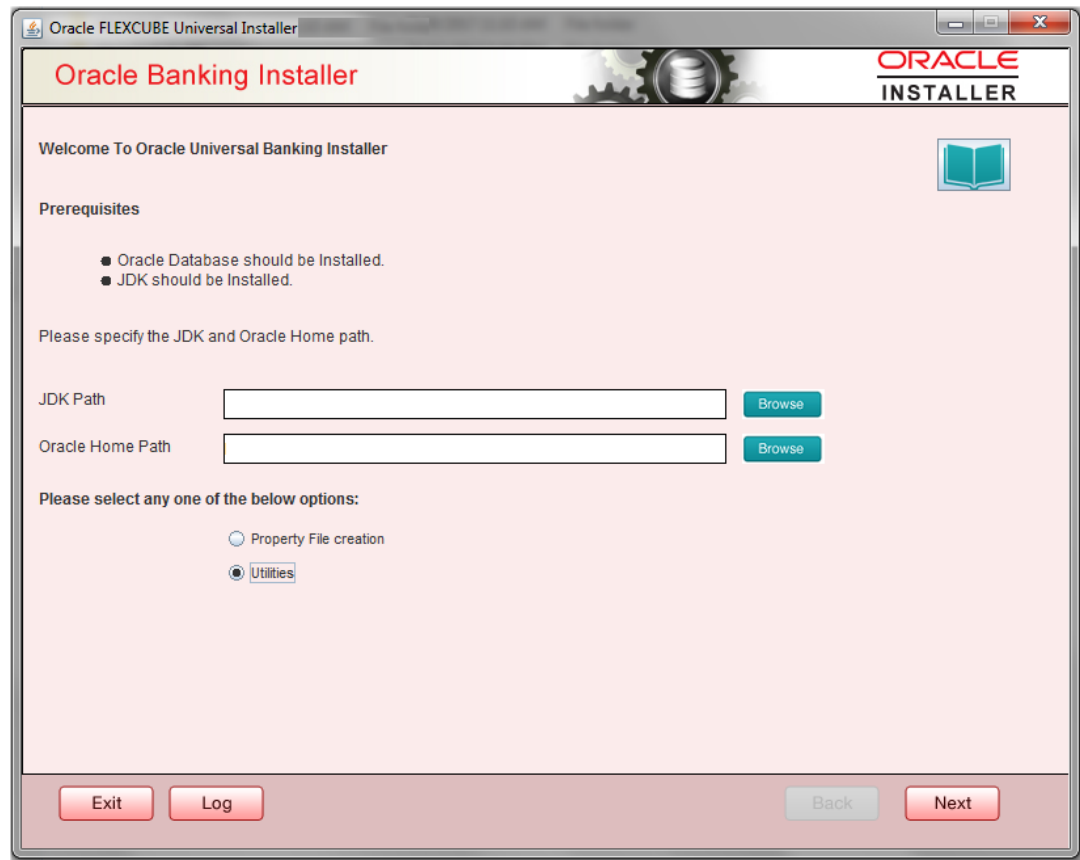 Oracle FLEXCUBE Universal Installer
Oracle Banking Installer
ORACLE
INSTALLER
Welcome To Oracle Universal Banking Installer
Prerequisites
Oracle Database should be Installed.
JDK should be Installed.
Please specify the JDK and Oracle Home path.
JDK Path
Browse
Oracle Home Path
Browse
Please select any one of the below options:
Property File creation
Utilities
Exit
Log
Back
Next